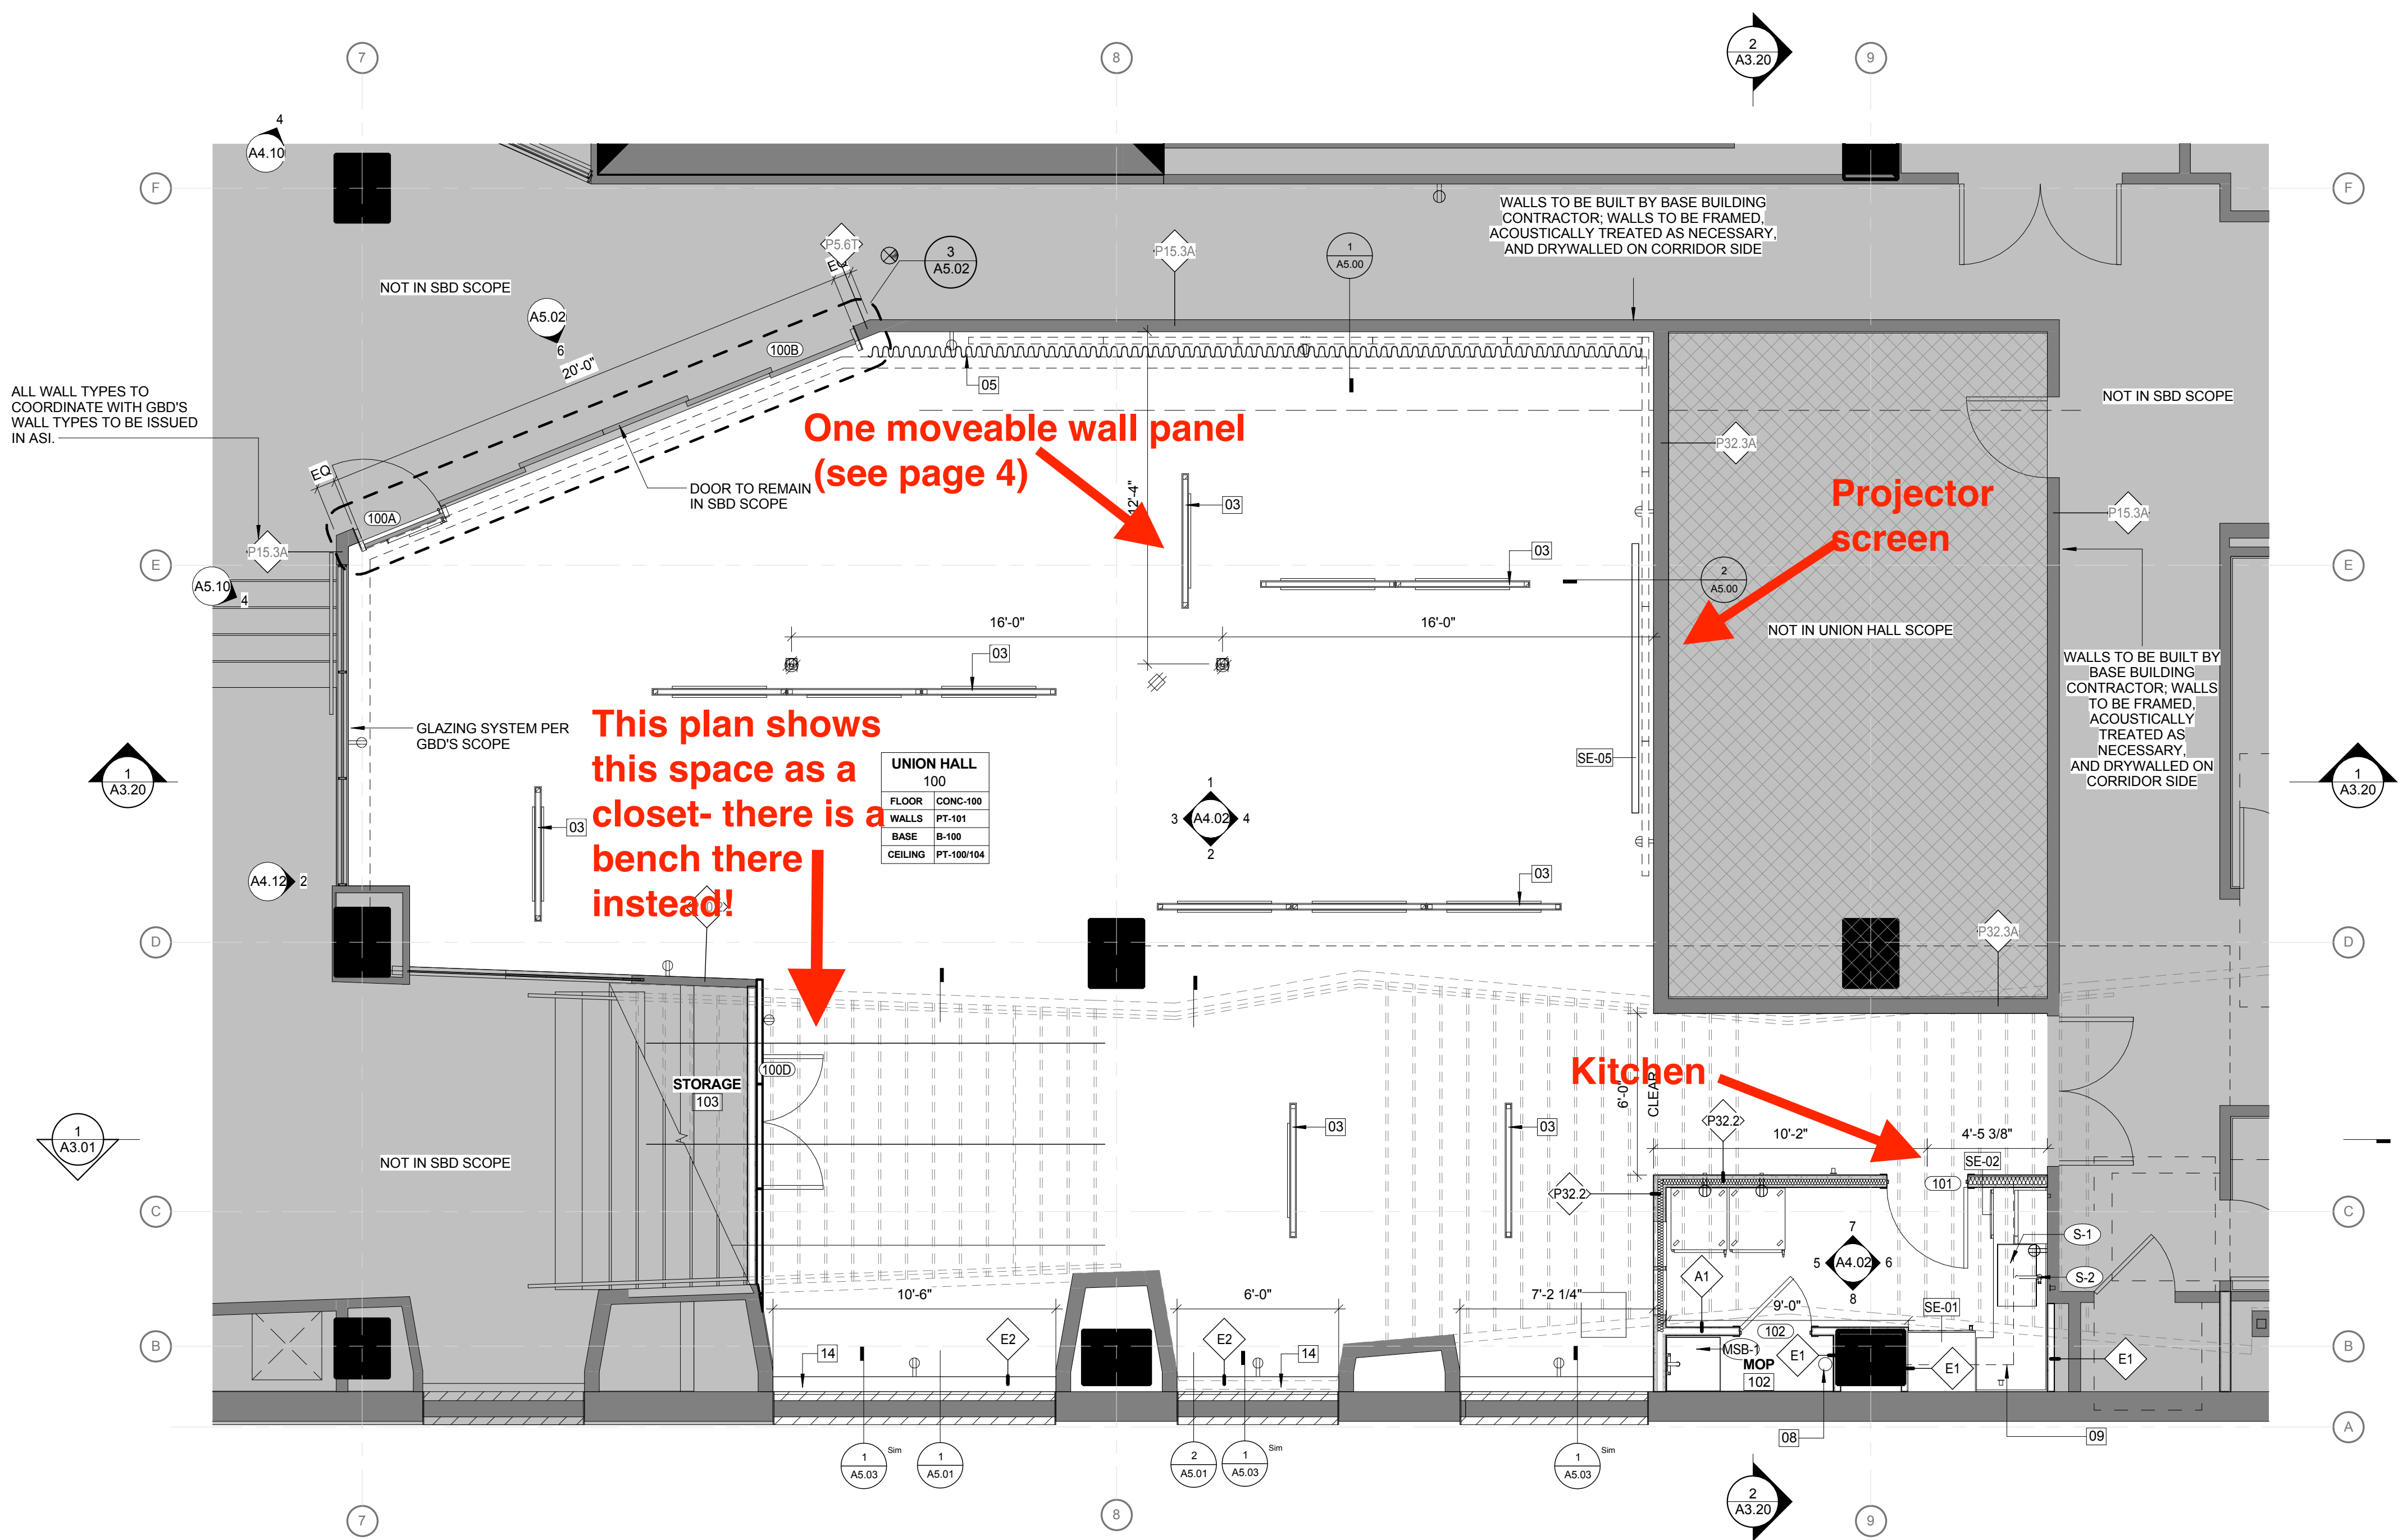 7
8
2
A3.20
9
4
A4.10
F
F
WALLS TO BE BUILT BY BASE BUILDING
CONTRACTOR; WALLS TO BE FRAMED,
ACOUSTICALLY TREATED AS NECESSARY,
AND DRYWALLED ON CORRIDOR SIDE
P5.6T
EQ
3
A5.02
P15.3A
1
A5.00
NOT IN SBD SCOPE
A5.02
6
20'-0"
100B
05
ALL WALL TYPES TO
COORDINATE WITH GBD'S
WALL TYPES TO BE ISSUED
IN ASI.
NOT IN SBD SCOPE
One moveable wall panel
(see page 4)
P32.3A
EQ
100A
DOOR TO REMAIN
IN SBD SCOPE
12'-4"
03
Projector
screen
P15.3A
P15.3A
E
03
E
A5.10
4
2
A5.00
16'-0"
16'-0"
NOT IN UNION HALL SCOPE
03
WALLS TO BE BUILT BY
BASE BUILDING
CONTRACTOR; WALLS
TO BE FRAMED,
ACOUSTICALLY
TREATED AS
NECESSARY,
AND DRYWALLED ON
CORRIDOR SIDE
GLAZING SYSTEM PER
GBD'S SCOPE
This plan shows
this space as a
closet- there is a
bench there
instead!
UNION HALL
100
FLOOR CONC-100
WALLS PT-101
BASE B-100
CEILING PT-100/104
SE-05
1
A3.20
1
A3.20
03
1
3 A4.02 4
2
A4.12 2
03
D
P32.3A
D
STORAGE
103
100D
Kitchen
6'-0"
CLEAR
1
A3.01
NOT IN SBD SCOPE
03
03
P32.2
10'-2"
4'-5 3/8"
SE-02
P32.2
101
C
C
S-1
7
5 A4.02 6
8
A1
S-2
10'-6"
6'-0"
7'-2 1/4"
9'-0"
SE-01
B
E2
E2
102
B
14
14
MSB-1
E1
MOP
102
E1
E1
A
08
09
1
A5.03
Sim
1
A5.01
2
A5.01
1
A5.03
Sim
1
A5.03
Sim
7
8
2
A3.20
9